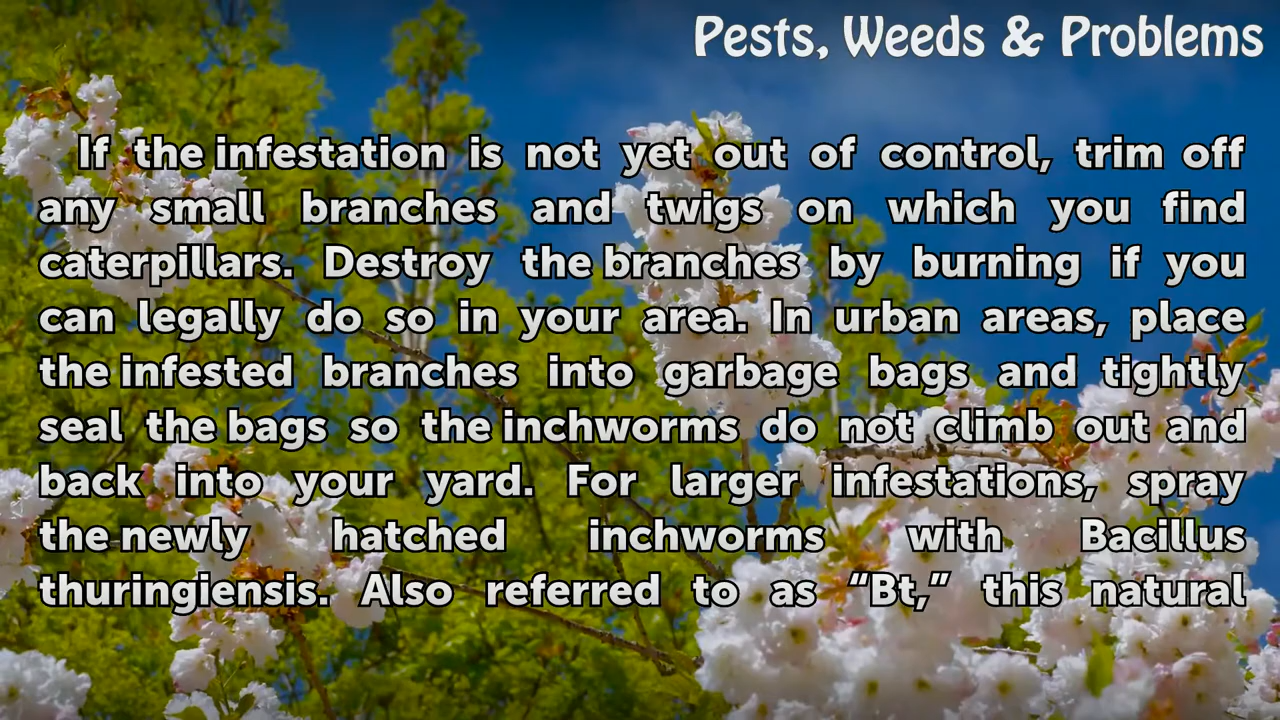 Pests, Weeds & Problems
If the infestation is not yet out of control, trim off
any small branches and twigs on which you find
caterpillars. Destroy the branches by burning if you
can legally do so in your area. In urban areas, place
the infested branches into garbage bags and tightly
seal the bags so the inchworms do not climb out and
back into your yard. For larger infestations, spray
the newly hatched inchworms with Bacillus
thuringiensis. Also referred to as “Bt,” this natural